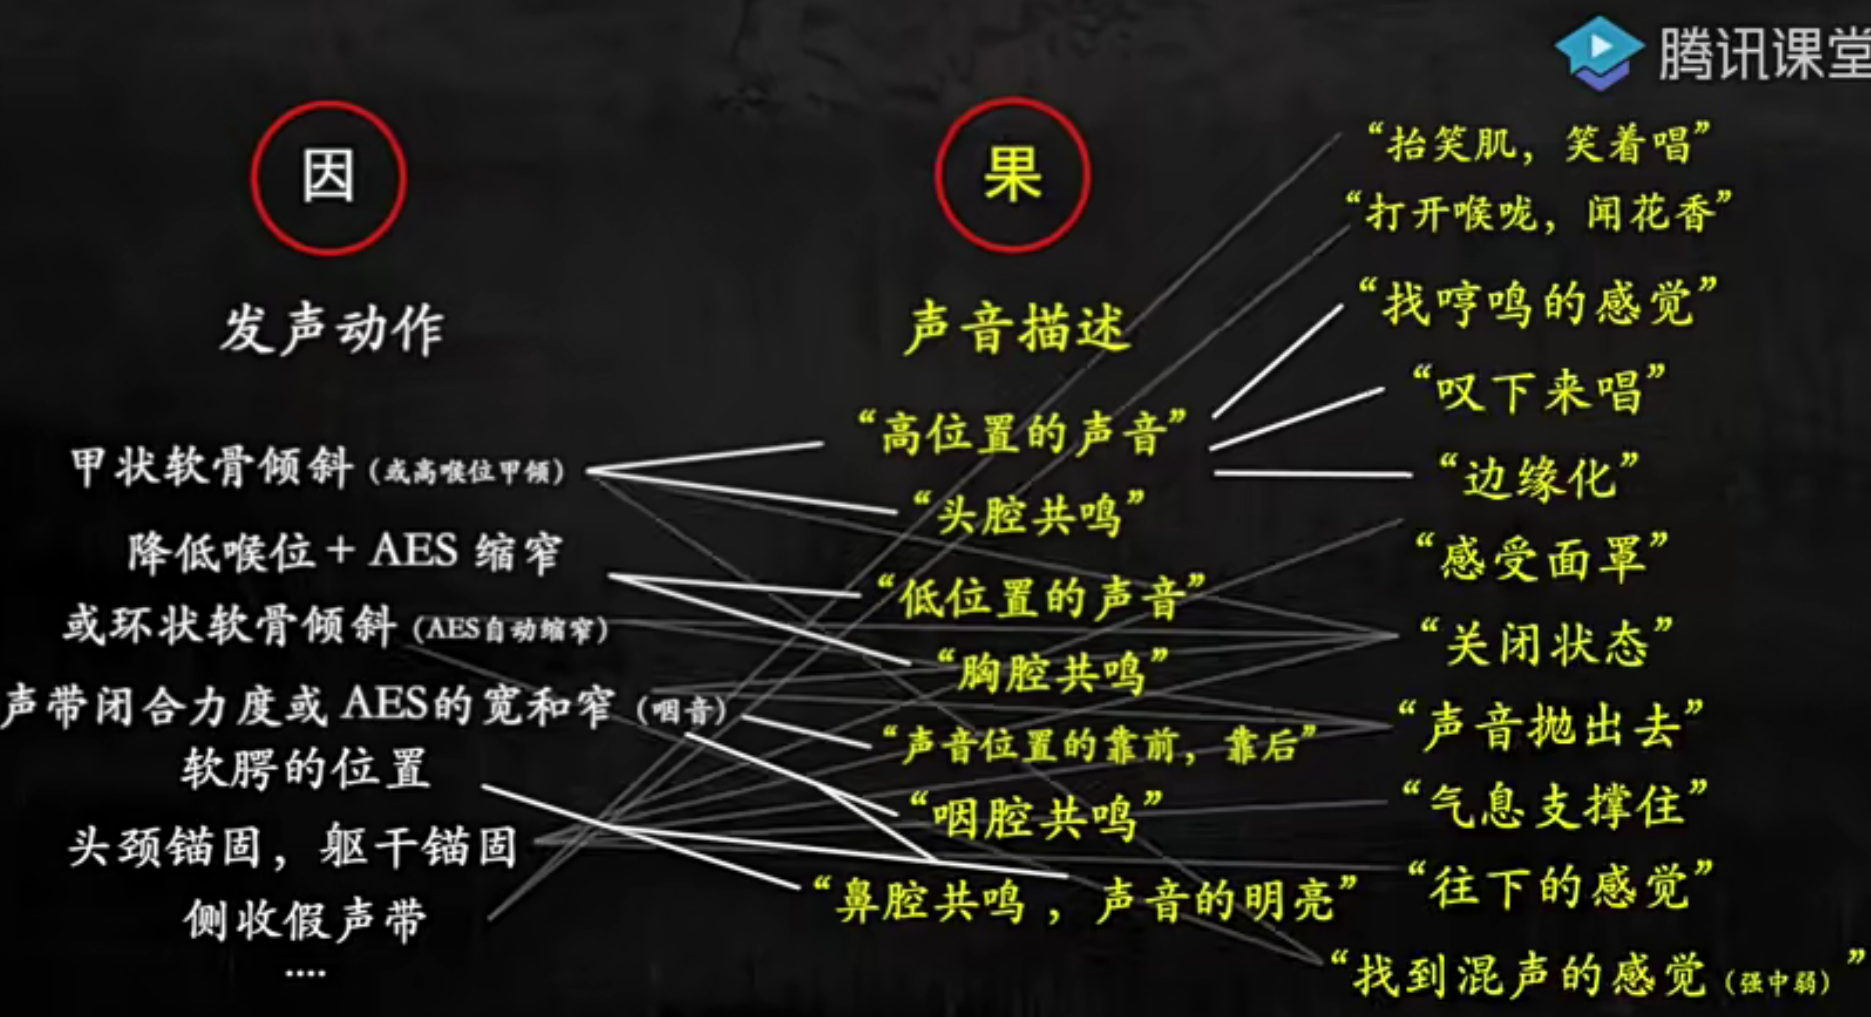 腾讯课堂
因
发声动作
甲状软骨倾斜（或高喉位甲倾）
降低喉位 + AES 缩窄
或环状软骨倾斜（AES自动缩窄）
声带闭合力度或 AES的宽和窄（咽音）
软腭的位置
头颈锚固，躯干锚固
侧收假声带
....
果
声音描述
“高位置的声音”
“头腔共鸣”
“低位置的声音”
“胸腔共鸣”
“声音位置的靠前，靠后”
“咽腔共鸣”
“鼻腔共鸣，声音的明亮”
“抬笑肌，笑着唱”
“打开喉咙，闻花香”
“找哼鸣的感觉”
“叹下来唱”
“边缘化”
“感受面罩”
“关闭状态”
“声音抛出去”
“气息支撑住”
“往下的感觉”
“找到混声的感觉（强中弱）”